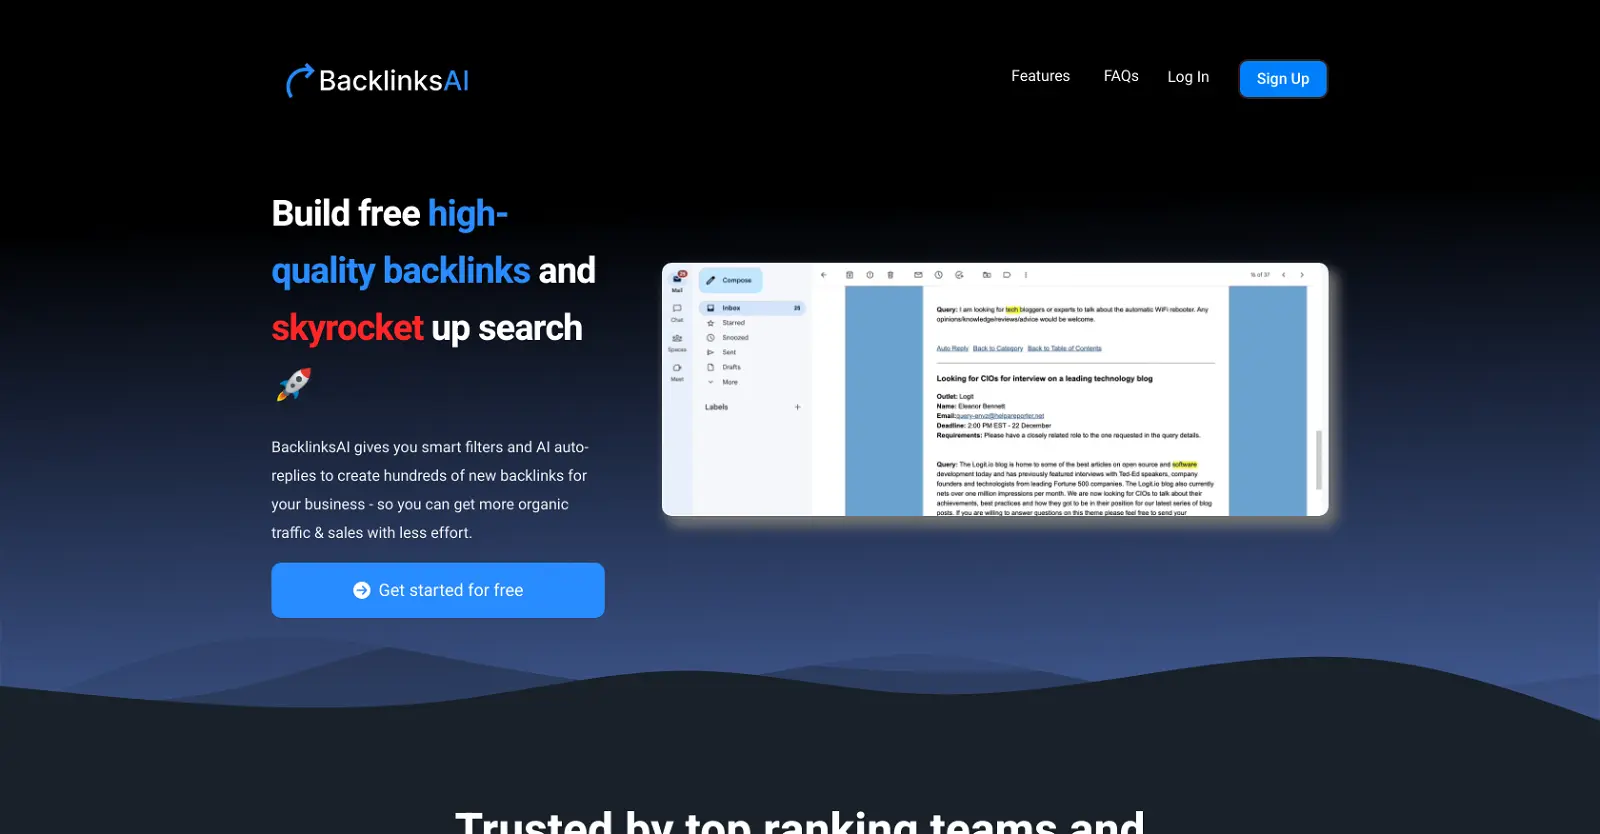 BacklinksAI
Features
FAQs
Log In
Sign Up
Build free high-
quality backlinks and
skyrocket up search
BacklinksAI gives you smart filters and AI auto-
replies to create hundreds of new backlinks for
your business - so you can get more organic
traffic & sales with less effort.
Get started for free
Mail
Chat
Spaces
Meet
Compose
Inbox
Starred
Snoozed
Sent
Drafts
More
Labels
Query: I am looking for tech bloggers or experts to talk about the automatic WiFi rebooter. Any
opinions/knowledge/reviews/advice would be welcome.
Auto Reply Back to Category Back to Table of Contents
Looking for CIOs for interview on a leading technology blog
Outlet: Logit
Name: Eleanor Bennett
Email:query-env2@helpareporter.net
Deadline: 2:00 PM EST - 22 December
Requirements: Please have a closely related role to the one requested in the query details.
Query: The Logit.io blog is home to some of the best articles on open source and software
development today and has previously featured interviews with Ted-Ed speakers, company
founders and technologists from leading Fortune 500 companies. The Logit.io blog also currently
nets over one million impressions per month. We are now looking for CIOs to talk about their
achievements, best practices and how they got to be in their position for our latest series of blog
posts. If you are willing to answer questions on this theme please feel free to send your
Trusted by top ranking teams and